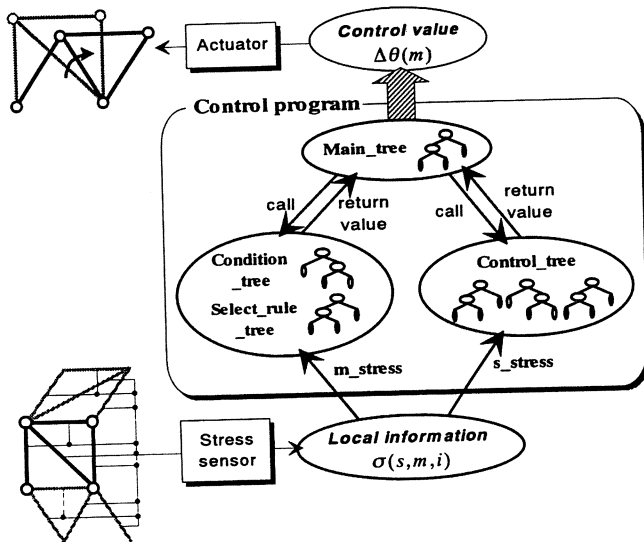 Control value
Δθ(m)
Actuator
Control program
Main_tree
call
return
value
call
return
value
Condition
_tree
Select_rule
_tree
Control_tree
m_stress
s_stress
Stress
sensor
Local information
σ(s,m,i)